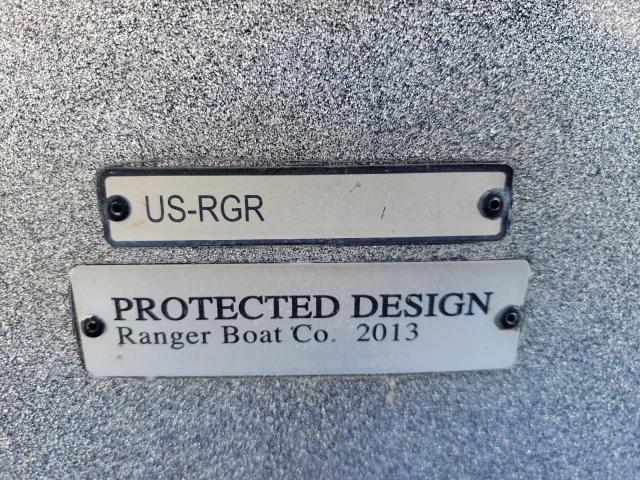 US-RGR
PROTECTED DESIGN
Ranger Boat Co. 2013